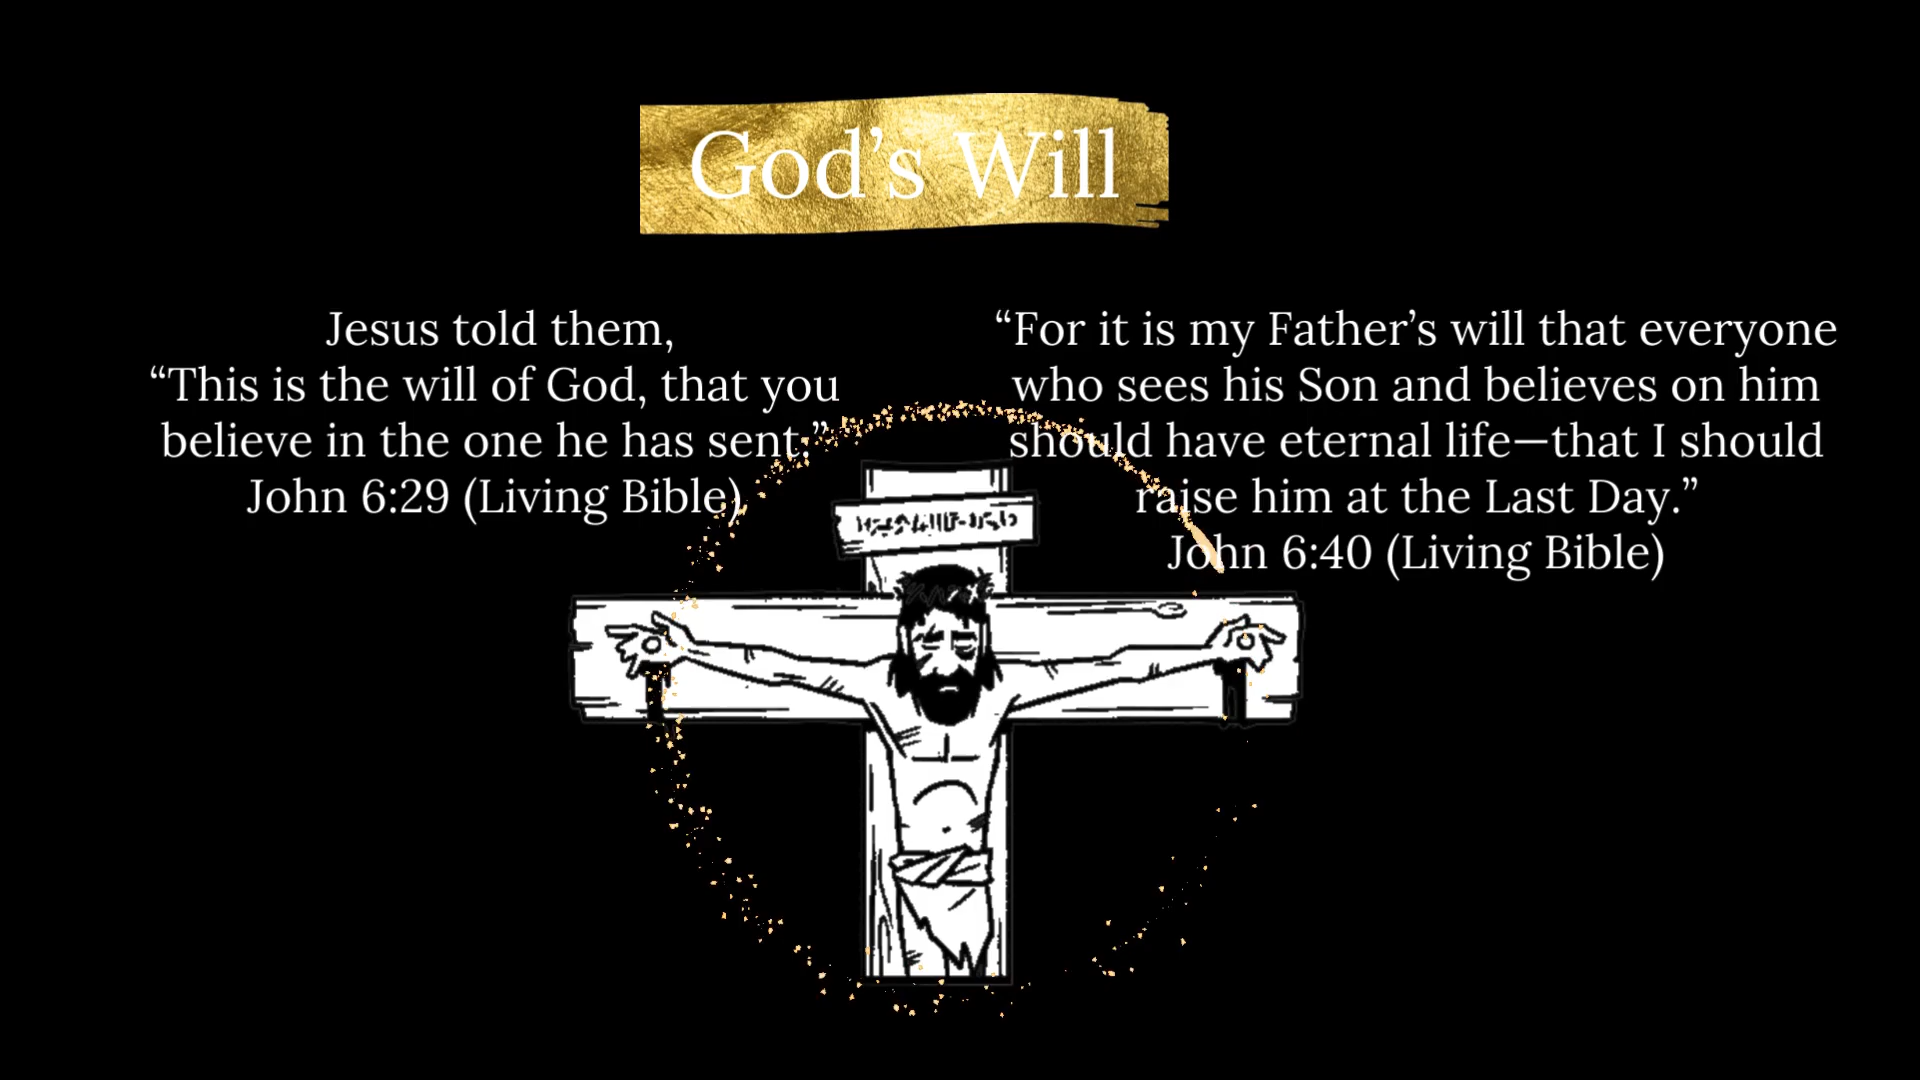 God’s Will
Jesus told them,
“This is the will of God, that you
believe in the one he has sent.”
John 6:29 (Living Bible)
“For it is my Father’s will that everyone
who sees his Son and believes on him
should have eternal life—that I should
raise him at the Last Day.”
John 6:40 (Living Bible)